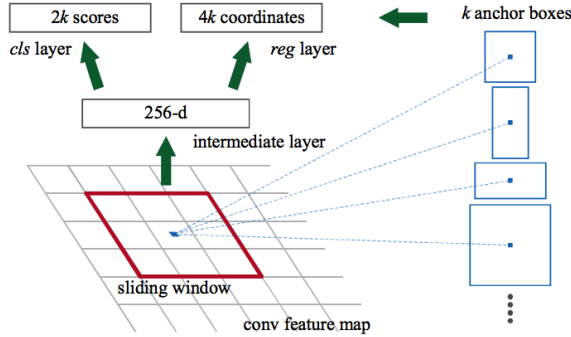 2k scores
4k coordinates
k anchor boxes
cls layer
reg layer
256-d
intermediate layer
sliding window
conv feature map